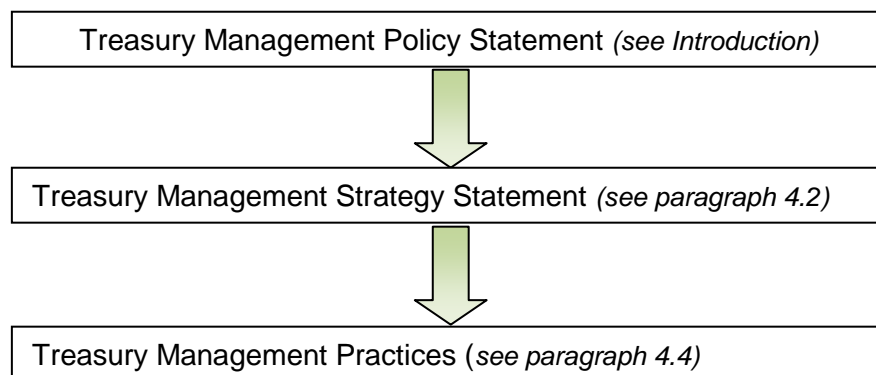 Treasury Management Policy Statement (see Introduction)
Treasury Management Strategy Statement (see paragraph 4.2)
Treasury Management Practices (see paragraph 4.4)